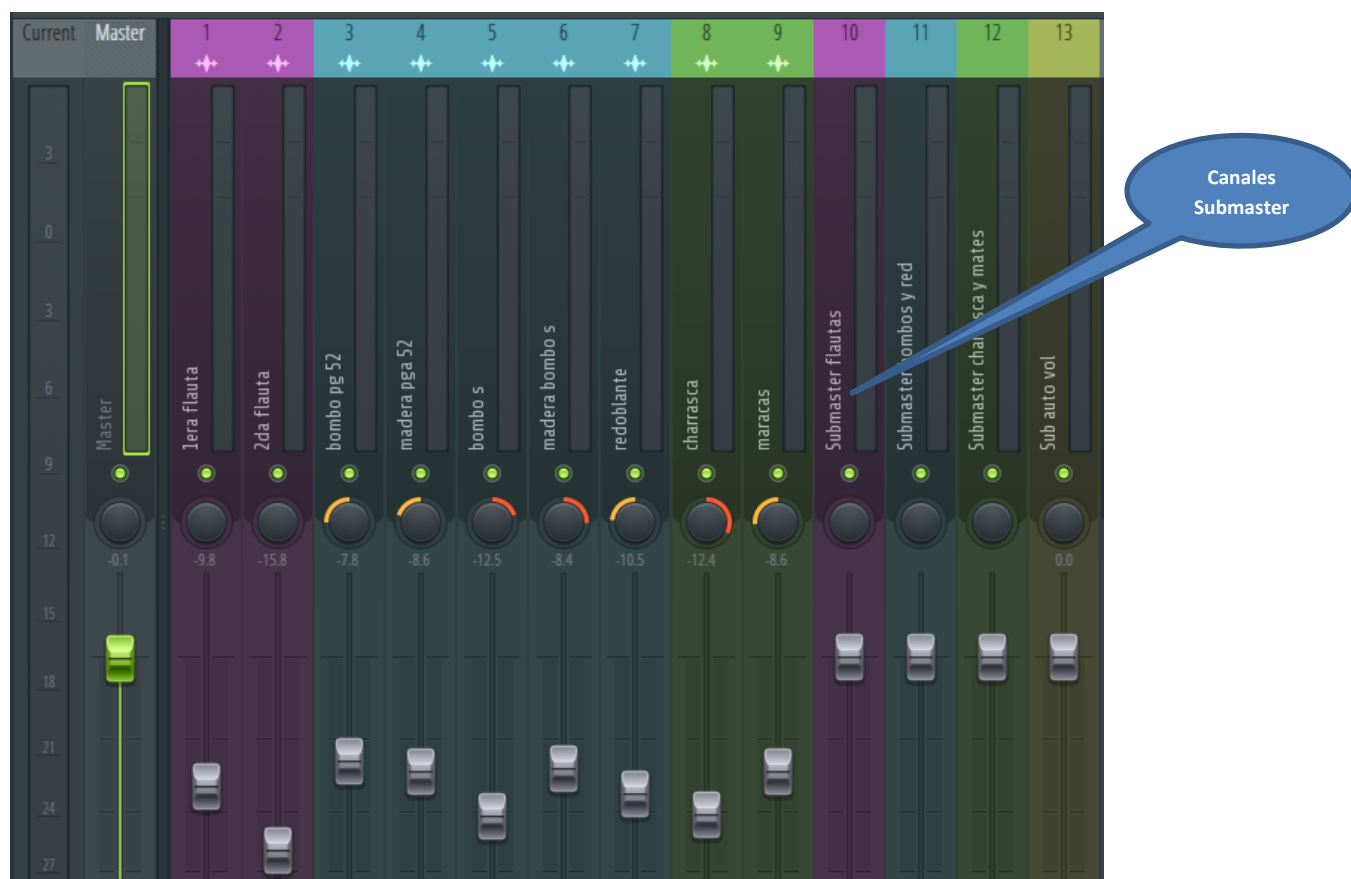 Current Master 1 2 3 4 5 6 7 8 9 10 11 12 13
3
0
3
6
9
12
15
18
21
24
27
Master
1era flauta
2da flauta
bombo pg 52
madera pga 52
bombo s
madera bombo s
redoblante
charrasca
maracas
Submaster flautas
Submaster bombos y red
Submaster charrasca y mates
Sub auto vol
-0.1 -9.8 -15.8 -7.8 -8.6 -12.5 -8.4 -10.5 -12.4 -8.6 0.0
Canales
Submaster